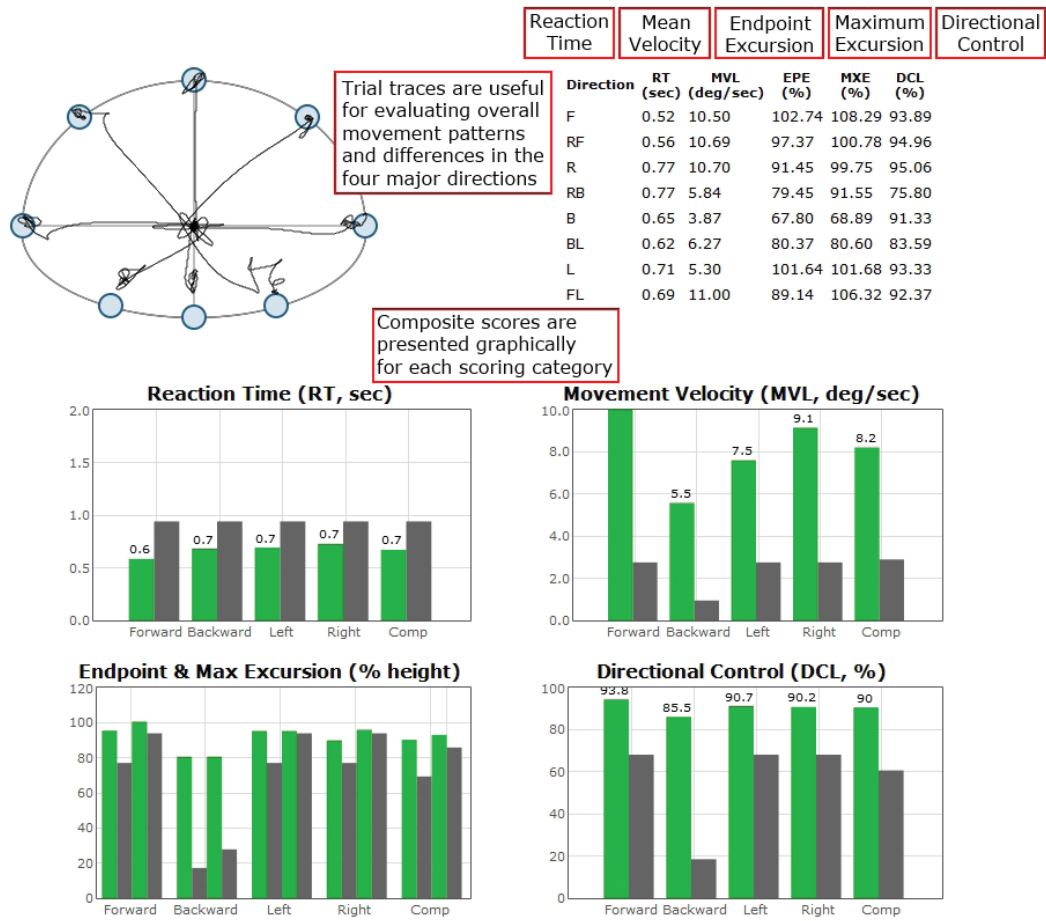 Reaction
Time
Mean
Velocity
Endpoint
Excursion
Maximum
Excursion
Directional
Control
Trial traces are useful
for evaluating overall
movement patterns
and differences in the
four major directions
Direction RT (sec) MVL (deg/sec) EPE (%) MXE (%) DCL (%)
F 0.52 10.50 102.74 108.29 93.89
RF 0.56 10.69 97.37 100.78 94.96
R 0.77 10.70 91.45 99.75 95.06
RB 0.77 5.84 79.45 91.55 75.80
B 0.65 3.87 67.80 68.89 91.33
BL 0.62 6.27 80.37 80.60 83.59
L 0.71 5.30 101.64 101.68 93.33
FL 0.69 11.00 89.14 106.32 92.37
Composite scores are
presented graphically
for each scoring category
Reaction Time (RT, sec)
2.0
1.5
1.0
0.5
0.0
0.6 0.7 0.7 0.7 0.7
Forward Backward Left Right Comp
Movement Velocity (MVL, deg/sec)
10.0
8.0
6.0
4.0
2.0
0.0
5.5 7.5 9.1 8.2
Forward Backward Left Right Comp
Endpoint & Max Excursion (% height)
120
100
80
60
40
20
0
Forward Backward Left Right Comp
Directional Control (DCL, %)
100
80
60
40
20
0
93.8 85.5 90.7 90.2 90
Forward Backward Left Right Comp